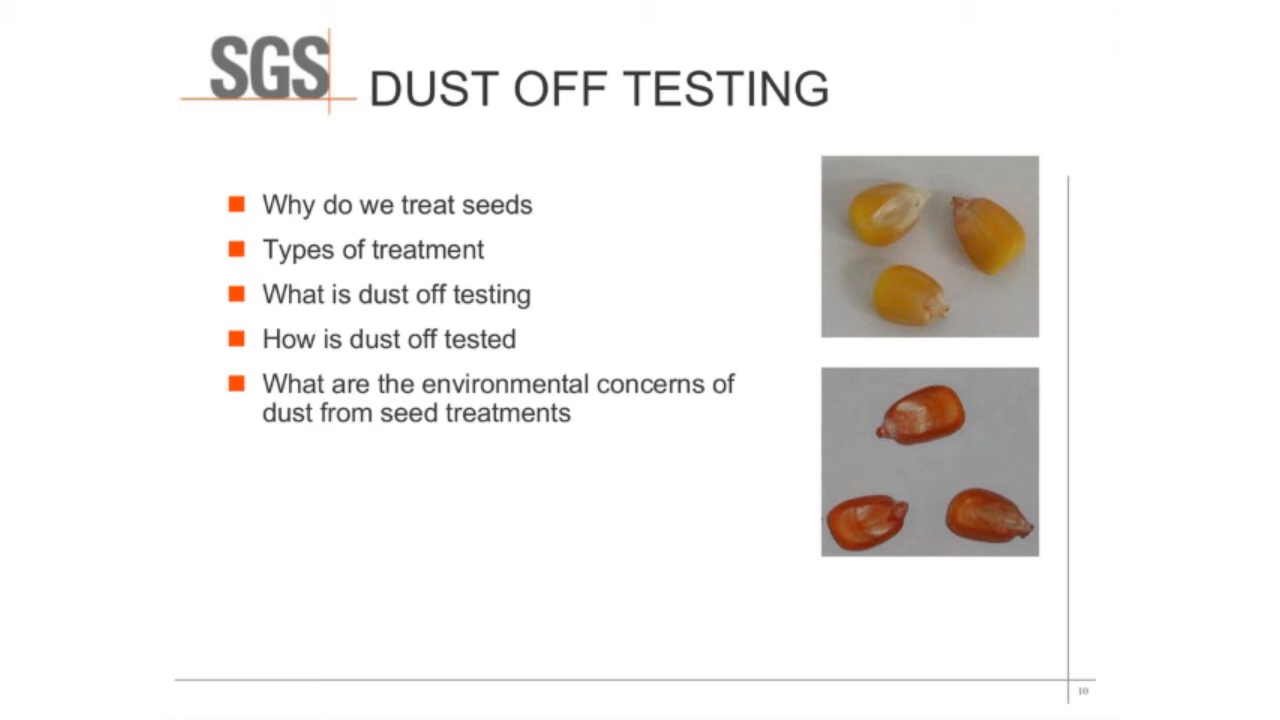 SGS
DUST OFF TESTING
Why do we treat seeds
Types of treatment
What is dust off testing
How is dust off tested
What are the environmental concerns of
dust from seed treatments
10